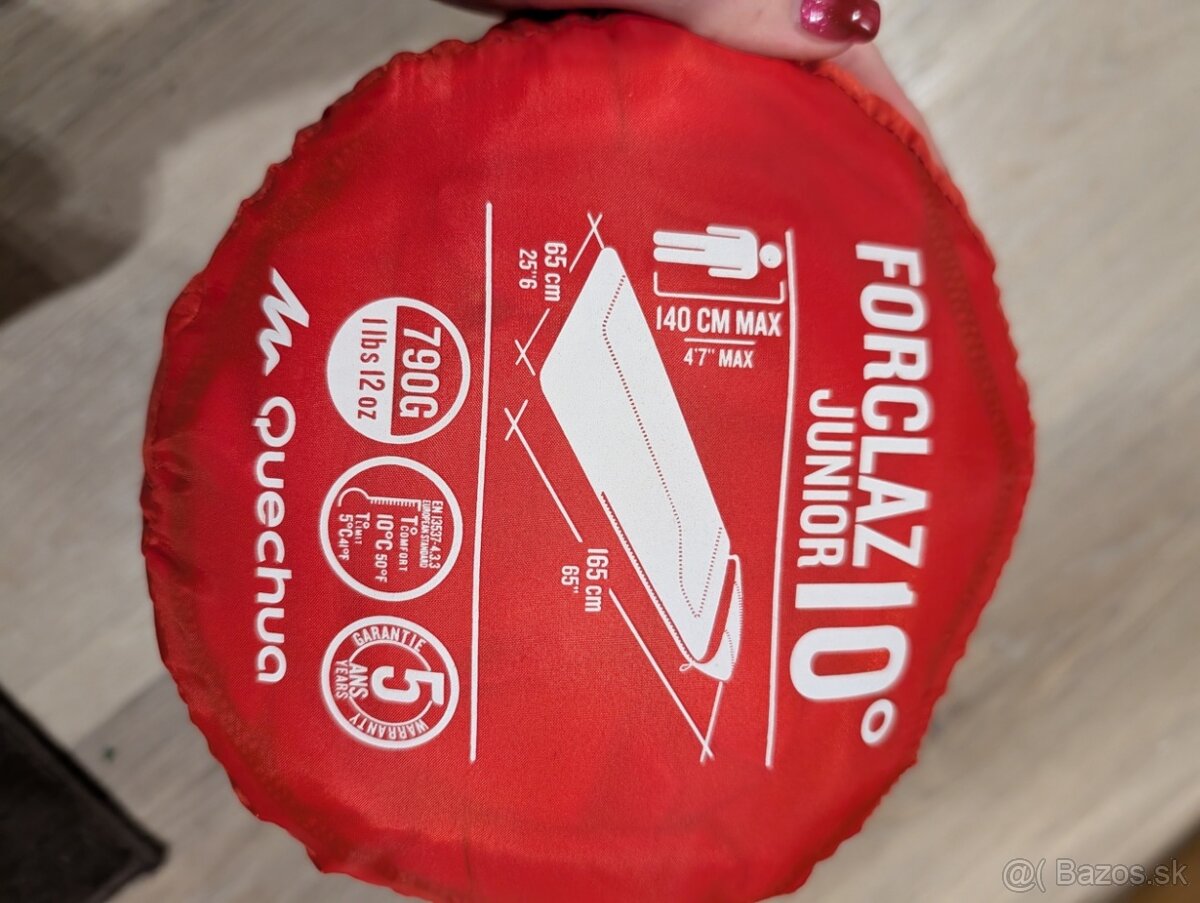 FORCLAZ 10°
JUNIOR
140 CM MAX
4'7" MAX
65 cm
25"6
165 cm
65"
790G
1 lbs 12 oz
EN 13537-4.3.3
EUROPEAN STANDARD
T° COMFORT
10°C 50°F
T° LIMIT
5°C 41°F
GARANTIE
5
ANS
YEARS
WARRANTY
Quechua
@( Bazos.sk